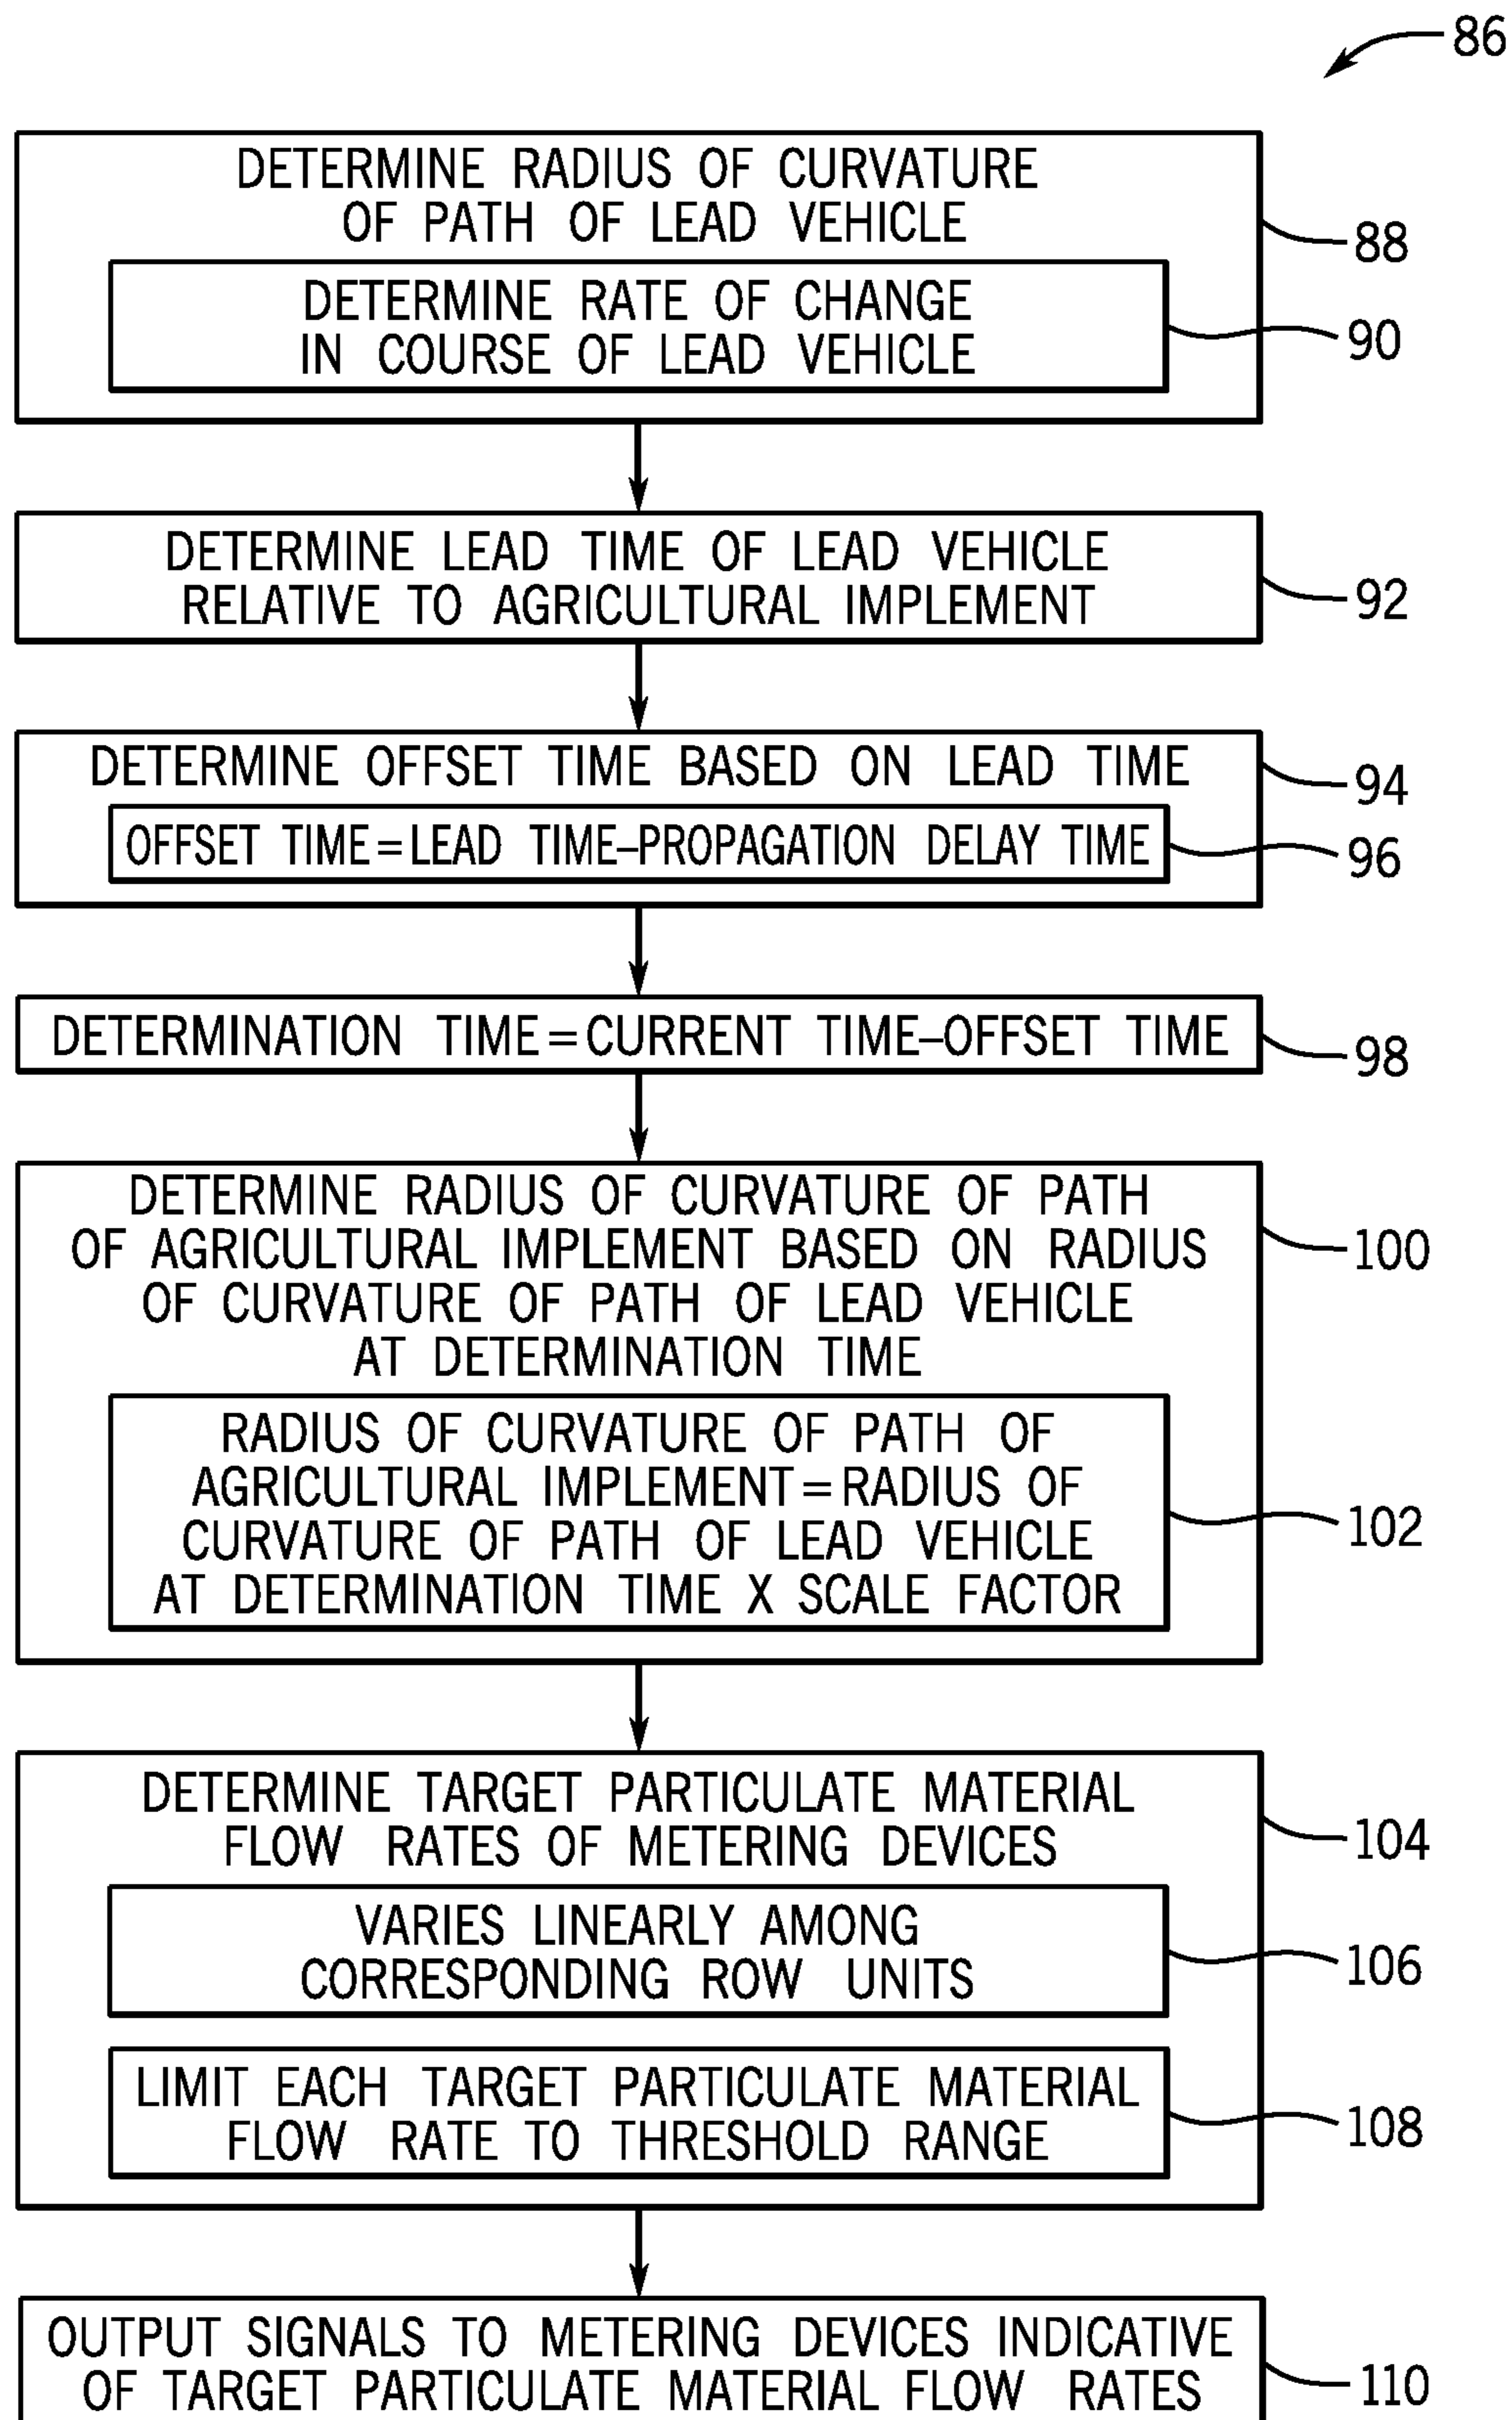 86
DETERMINE RADIUS OF CURVATURE
OF PATH OF LEAD VEHICLE
88
DETERMINE RATE OF CHANGE
IN COURSE OF LEAD VEHICLE
90
DETERMINE LEAD TIME OF LEAD VEHICLE
RELATIVE TO AGRICULTURAL IMPLEMENT
92
DETERMINE OFFSET TIME BASED ON LEAD TIME
94
OFFSET TIME=LEAD TIME–PROPAGATION DELAY TIME
96
DETERMINATION TIME=CURRENT TIME–OFFSET TIME
98
DETERMINE RADIUS OF CURVATURE OF PATH
OF AGRICULTURAL IMPLEMENT BASED ON RADIUS
OF CURVATURE OF PATH OF LEAD VEHICLE
AT DETERMINATION TIME
100
RADIUS OF CURVATURE OF PATH OF
AGRICULTURAL IMPLEMENT=RADIUS OF
CURVATURE OF PATH OF LEAD VEHICLE
AT DETERMINATION TIME X SCALE FACTOR
102
DETERMINE TARGET PARTICULATE MATERIAL
FLOW RATES OF METERING DEVICES
104
VARIES LINEARLY AMONG
CORRESPONDING ROW UNITS
106
LIMIT EACH TARGET PARTICULATE MATERIAL
FLOW RATE TO THRESHOLD RANGE
108
OUTPUT SIGNALS TO METERING DEVICES INDICATIVE
OF TARGET PARTICULATE MATERIAL FLOW RATES
110